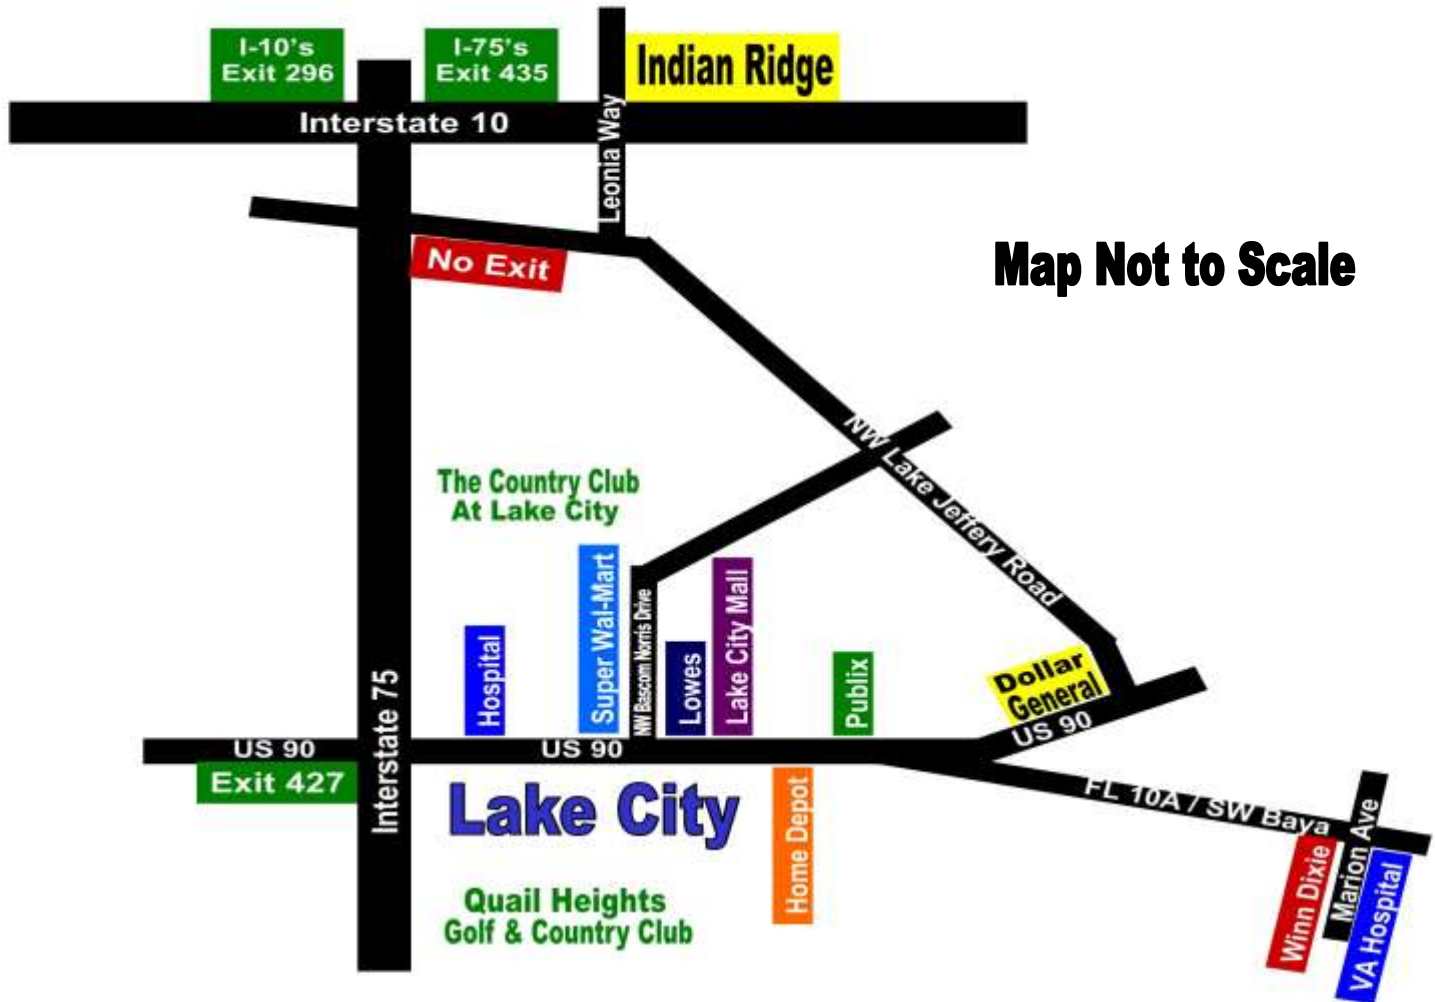 I-10's
Exit 296
I-75's
Exit 435
Indian Ridge
Interstate 10
Leonia Way
No Exit
Map Not to Scale
NW Lake Jeffery Road
The Country Club
At Lake City
Hospital
Super Wal-Mart
NW Bascom Norris Drive
Lowes
Lake City Mall
Publix
Dollar
General
US 90
Interstate 75
US 90
US 90
Exit 427
Lake City
Home Depot
FL 10A / SW Baya
Marion Ave
Winn Dixie
VA Hospital
Quail Heights
Golf & Country Club